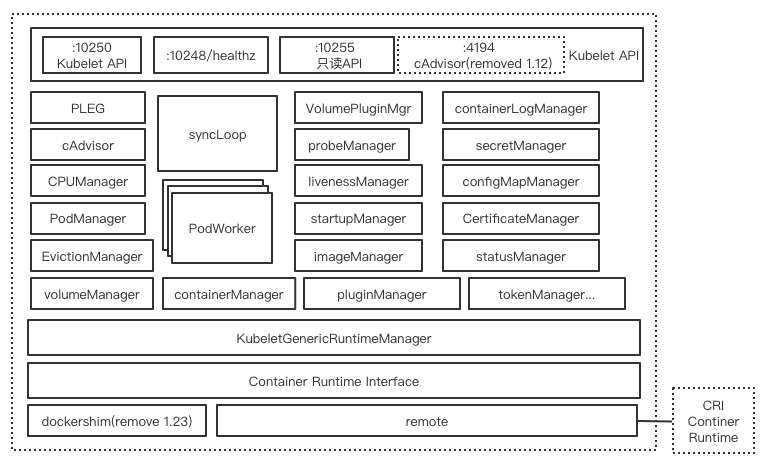 :10250
Kubelet API
:10248/healthz
:10255
只读API
:4194
cAdvisor(removed 1.12)
Kubelet API
PLEG
syncLoop
VolumePluginMgr
containerLogManager
cAdvisor
probeManager
secretManager
CPUManager
livenessManager
configMapManager
PodManager
PodWorker
startupManager
CertificateManager
EvictionManager
imageManager
statusManager
volumeManager
containerManager
pluginManager
tokenManager...
KubeletGenericRuntimeManager
Container Runtime Interface
dockershim(remove 1.23)
remote
CRI
Continer
Runtime